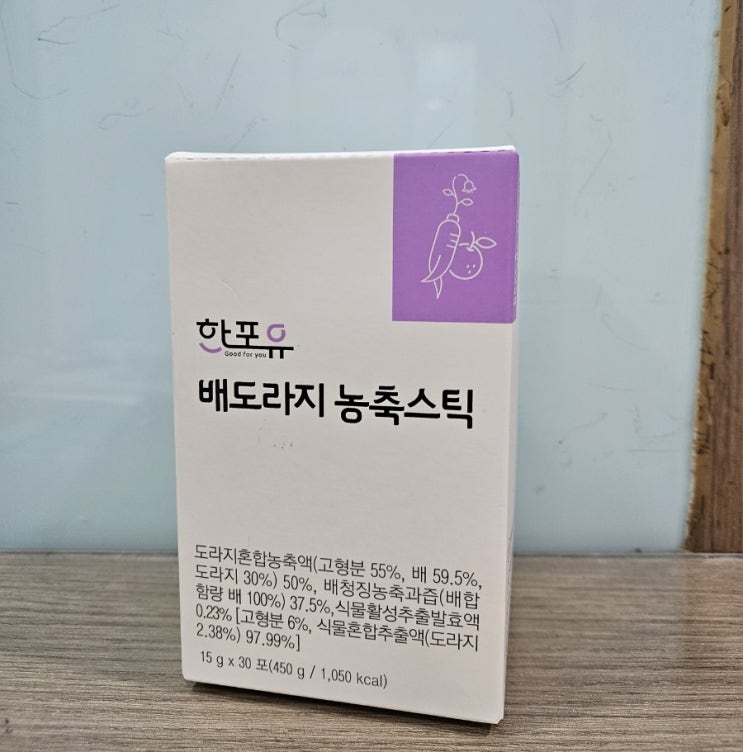 한포유
Good for you
배도라지 농축스틱
도라지혼합농축액(고형분 55%, 배 59.5%,
도라지 30%) 50%, 배청징농축과즙(배합
함량 배 100%) 37.5%,식물활성추출발효액
0.23% [고형분 6%, 식물혼합추출액(도라지
2.38%) 97.99%]
15 g x 30 포(450 g / 1,050 kcal)